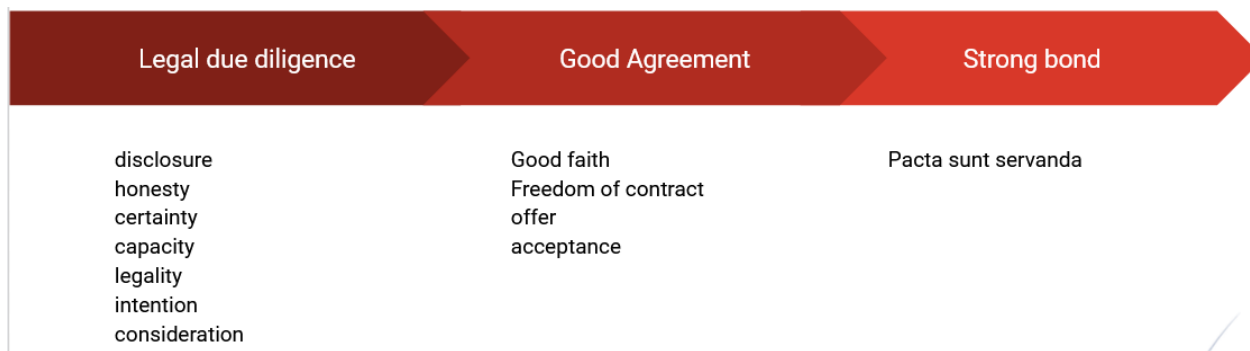 Legal due diligence
Good Agreement
Strong bond
disclosure
honesty
certainty
capacity
legality
intention
consideration
Good faith
Freedom of contract
offer
acceptance
Pacta sunt servanda